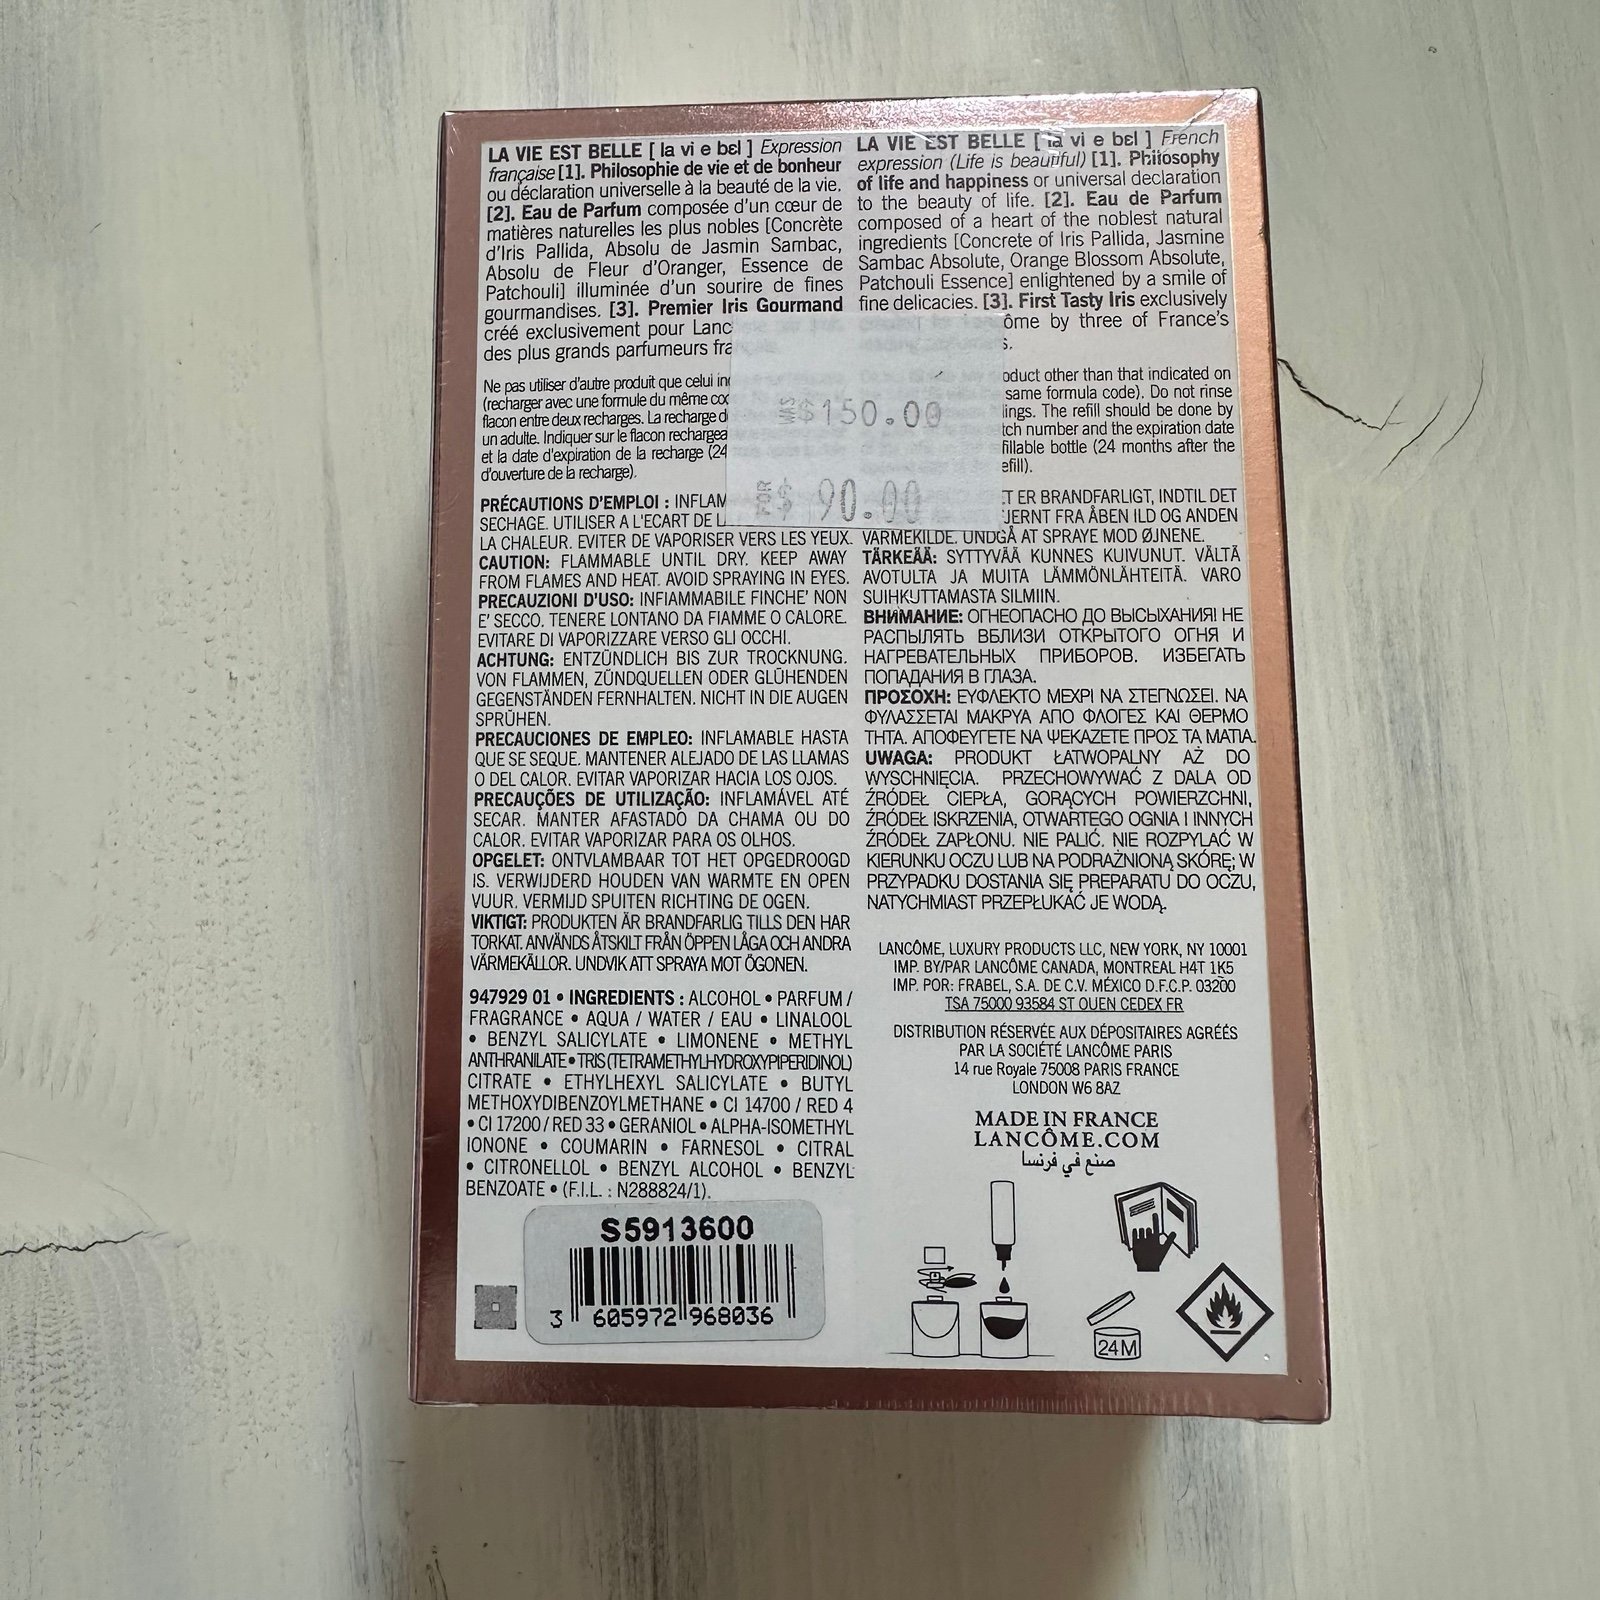 LA VIE EST BELLE [ la vi e bɛl ] Expression
française [1]. Philosophie de vie et de bonheur
ou déclaration universelle à la beauté de la vie.
[2]. Eau de Parfum composée d'un cœur de
matières naturelles les plus nobles [Concrète
d'Iris Pallida, Absolu de Jasmin Sambac,
Absolu de Fleur d'Oranger, Essence de
Patchouli] illuminée d'un sourire de fines
gourmandises. [3]. Premier Iris Gourmand
créé exclusivement pour Lanc
des plus grands parfumeurs fra
Ne pas utiliser d'autre produit que celui in
(recharger avec une formule du même co
flacon entre deux recharges. La recharge d
un adulte. Indiquer sur le flacon rechargea
et la date d'expiration de la recharge (24
d'ouverture de la recharge).
PRÉCAUTIONS D'EMPLOI : INFLAM
SECHAGE. UTILISER A L'ECART DE L
LA CHALEUR. EVITER DE VAPORISER VERS LES YEUX.
CAUTION: FLAMMABLE UNTIL DRY. KEEP AWAY
FROM FLAMES AND HEAT. AVOID SPRAYING IN EYES.
PRECAUZIONI D'USO: INFIAMMABILE FINCHE' NON
E' SECCO. TENERE LONTANO DA FIAMME O CALORE.
EVITARE DI VAPORIZZARE VERSO GLI OCCHI.
ACHTUNG: ENTZÜNDLICH BIS ZUR TROCKNUNG.
VON FLAMMEN, ZÜNDQUELLEN ODER GLÜHENDEN
GEGENSTÄNDEN FERNHALTEN. NICHT IN DIE AUGEN
SPRÜHEN.
PRECAUCIONES DE EMPLEO: INFLAMABLE HASTA
QUE SE SEQUE. MANTENER ALEJADO DE LAS LLAMAS
O DEL CALOR. EVITAR VAPORIZAR HACIA LOS OJOS.
PRECAUÇÕES DE UTILIZAÇÃO: INFLAMÁVEL ATÉ
SECAR. MANTER AFASTADO DA CHAMA OU DO
CALOR. EVITAR VAPORIZAR PARA OS OLHOS.
OPGELET: ONTVLAMBAAR TOT HET OPGEDROOGD
IS. VERWIJDERD HOUDEN VAN WARMTE EN OPEN
VUUR. VERMIJD SPUITEN RICHTING DE OGEN.
VIKTIGT: PRODUKTEN ÄR BRANDFARLIG TILLS DEN HAR
TORKAT. ANVÄNDS ÅTSKILT FRÅN ÖPPEN LÅGA OCH ANDRA
VÄRMEKÄLLOR. UNDVIK ATT SPRAYA MOT ÖGONEN.
947929 01 • INGREDIENTS : ALCOHOL • PARFUM /
FRAGRANCE • AQUA / WATER / EAU • LINALOOL
• BENZYL SALICYLATE • LIMONENE • METHYL
ANTHRANILATE • TRIS (TETRAMETHYLHYDROXYPIPERIDINOL)
CITRATE • ETHYLHEXYL SALICYLATE • BUTYL
METHOXYDIBENZOYLMETHANE • CI 14700 / RED 4
• CI 17200 / RED 33 • GERANIOL • ALPHA-ISOMETHYL
IONONE • COUMARIN • FARNESOL • CITRAL
• CITRONELLOL • BENZYL ALCOHOL • BENZYL
BENZOATE • (F.I.L. : N288824/1).
S5913600
3 605972 968036
LA VIE EST BELLE [ la vi e bɛl ] French
expression (Life is beautiful) [1]. Philosophy
of life and happiness or universal declaration
to the beauty of life. [2]. Eau de Parfum
composed of a heart of the noblest natural
ingredients [Concrete of Iris Pallida, Jasmine
Sambac Absolute, Orange Blossom Absolute,
Patchouli Essence] enlightened by a smile of
fine delicacies. [3]. First Tasty Iris exclusively
ôme by three of France's
s.
oduct other than that indicated on
same formula code). Do not rinse
lings. The refill should be done by
tch number and the expiration date
fillable bottle (24 months after the
efill).
WAS $150.00
FOR $ 90.00
T ER BRANDFARLIGT, INDTIL DET
JERNT FRA ÅBEN ILD OG ANDEN
VARMEKILDE. UNDGÅ AT SPRAYE MOD ØJNENE.
TÄRKEÄÄ: SYTTYVÄÄ KUNNES KUIVUNUT. VÄLTÄ
AVOTULTA JA MUITA LÄMMÖNLÄHTEITÄ. VARO
SUIHKUTTAMASTA SILMIIN.
ВНИМАНИЕ: ОГНЕОПАСНО ДО ВЫСЫХАНИЯ! НЕ
РАСПЫЛЯТЬ ВБЛИЗИ ОТКРЫТОГО ОГНЯ И
НАГРЕВАТЕЛЬНЫХ ПРИБОРОВ. ИЗБЕГАТЬ
ПОПАДАНИЯ В ГЛАЗА.
ΠΡΟΣΟΧΗ: ΕΥΦΛΕΚΤΟ ΜΕΧΡΙ ΝΑ ΣΤΕΓΝΩΣΕΙ. ΝΑ
ΦΥΛΑΣΣΕΤΑΙ ΜΑΚΡΥΑ ΑΠΟ ΦΛΟΓΕΣ ΚΑΙ ΘΕΡΜΟ
ΤΗΤΑ. ΑΠΟΦΕΥΓΕΤΕ ΝΑ ΨΕΚΑΖΕΤΕ ΠΡΟΣ ΤΑ ΜΑΤΙΑ.
UWAGA: PRODUKT ŁATWOPALNY AŻ DO
WYSCHNIĘCIA. PRZECHOWYWAĆ Z DALA OD
ŹRÓDEŁ CIEPŁA, GORĄCYCH POWIERZCHNI,
ŹRÓDEŁ ISKRZENIA, OTWARTEGO OGNIA I INNYCH
ŹRÓDEŁ ZAPŁONU. NIE PALIĆ. NIE ROZPYLAĆ W
KIERUNKU OCZU LUB NA PODRAŻNIONĄ SKÓRĘ; W
PRZYPADKU DOSTANIA SIĘ PREPARATU DO OCZU,
NATYCHMIAST PRZEPŁUKAĆ JE WODĄ.
LANCÔME, LUXURY PRODUCTS LLC, NEW YORK, NY 10001
IMP. BY/PAR LANCÔME CANADA, MONTREAL H4T 1K5
IMP. POR: FRABEL, S.A. DE C.V. MÉXICO D.F.C.P. 03200
TSA 75000 93584 ST OUEN CEDEX FR
DISTRIBUTION RÉSERVÉE AUX DÉPOSITAIRES AGRÉÉS
PAR LA SOCIÉTÉ LANCÔME PARIS
14 rue Royale 75008 PARIS FRANCE
LONDON W6 8AZ
MADE IN FRANCE
LANCÔME.COM
صنع في فرنسا
24M